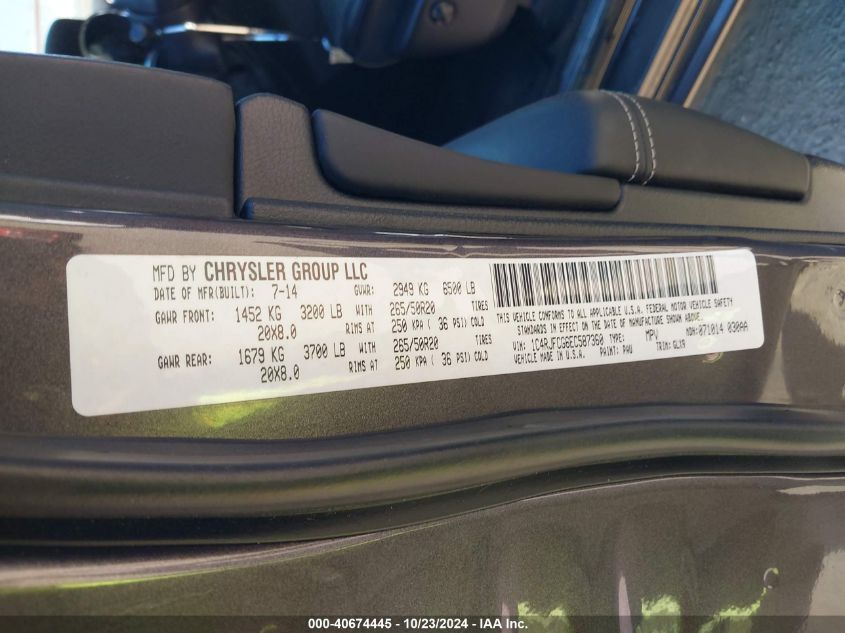 MFD BY CHRYSLER GROUP LLC
DATE OF MFR(BUILT): 7-14 GVWR: 2949 KG 6500 LB
GAWR FRONT: 1452 KG 3200 LB WITH 265/50R20 TIRES
20X8.0 RIMS AT 250 KPA ( 36 PSI) COLD
GAWR REAR: 1679 KG 3700 LB WITH 265/50R20 TIRES
20X8.0 RIMS AT 250 KPA ( 36 PSI) COLD
THIS VEHICLE CONFORMS TO ALL APPLICABLE U.S.A. FEDERAL MOTOR VEHICLE SAFETY
STANDARDS IN EFFECT ON THE DATE OF MANUFACTURE SHOWN ABOVE.
VIN: 1C4RJFCG6EC587360 TYPE: MPV MDH: 071014 030AA
VEHICLE MADE IN U.S.A. PAINT: PAU TRIM: GLX9
000-40674445 - 10/23/2024 - IAA Inc.